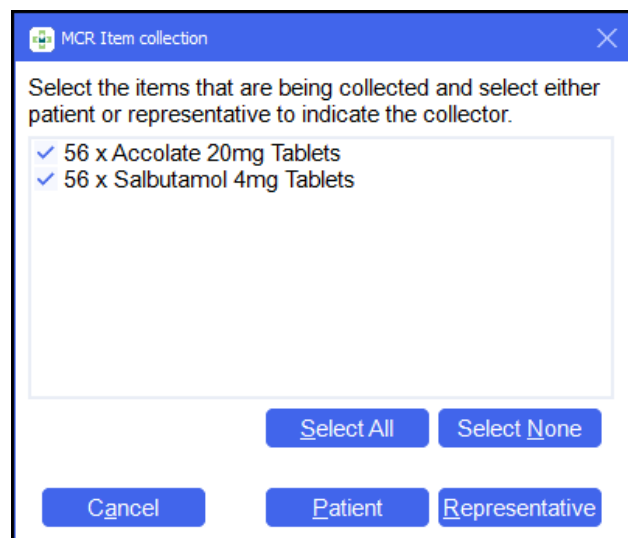 MCR Item collection
Select the items that are being collected and select either
patient or representative to indicate the collector.
56 x Accolate 20mg Tablets
56 x Salbutamol 4mg Tablets
Select All Select None
Cancel Patient Representative